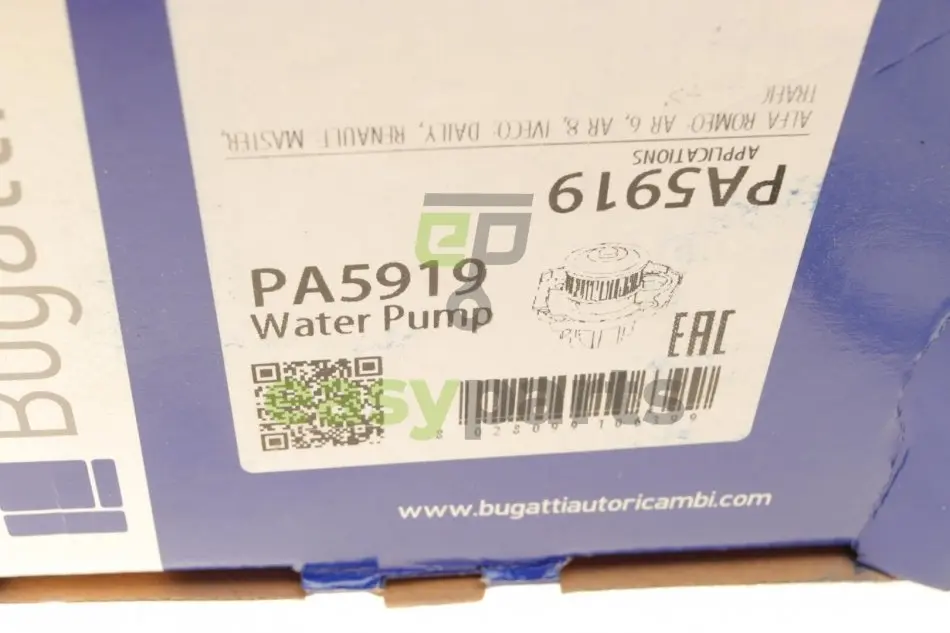 TRAFIC
ALFA ROMEO: AR 6, AR 8, IVECO: DAILY, RENAULT: MASTER,
APPLICATIONS
PA5919
PA5919
Water Pump
EAC
easyparts
www.bugattiautoricambi.com